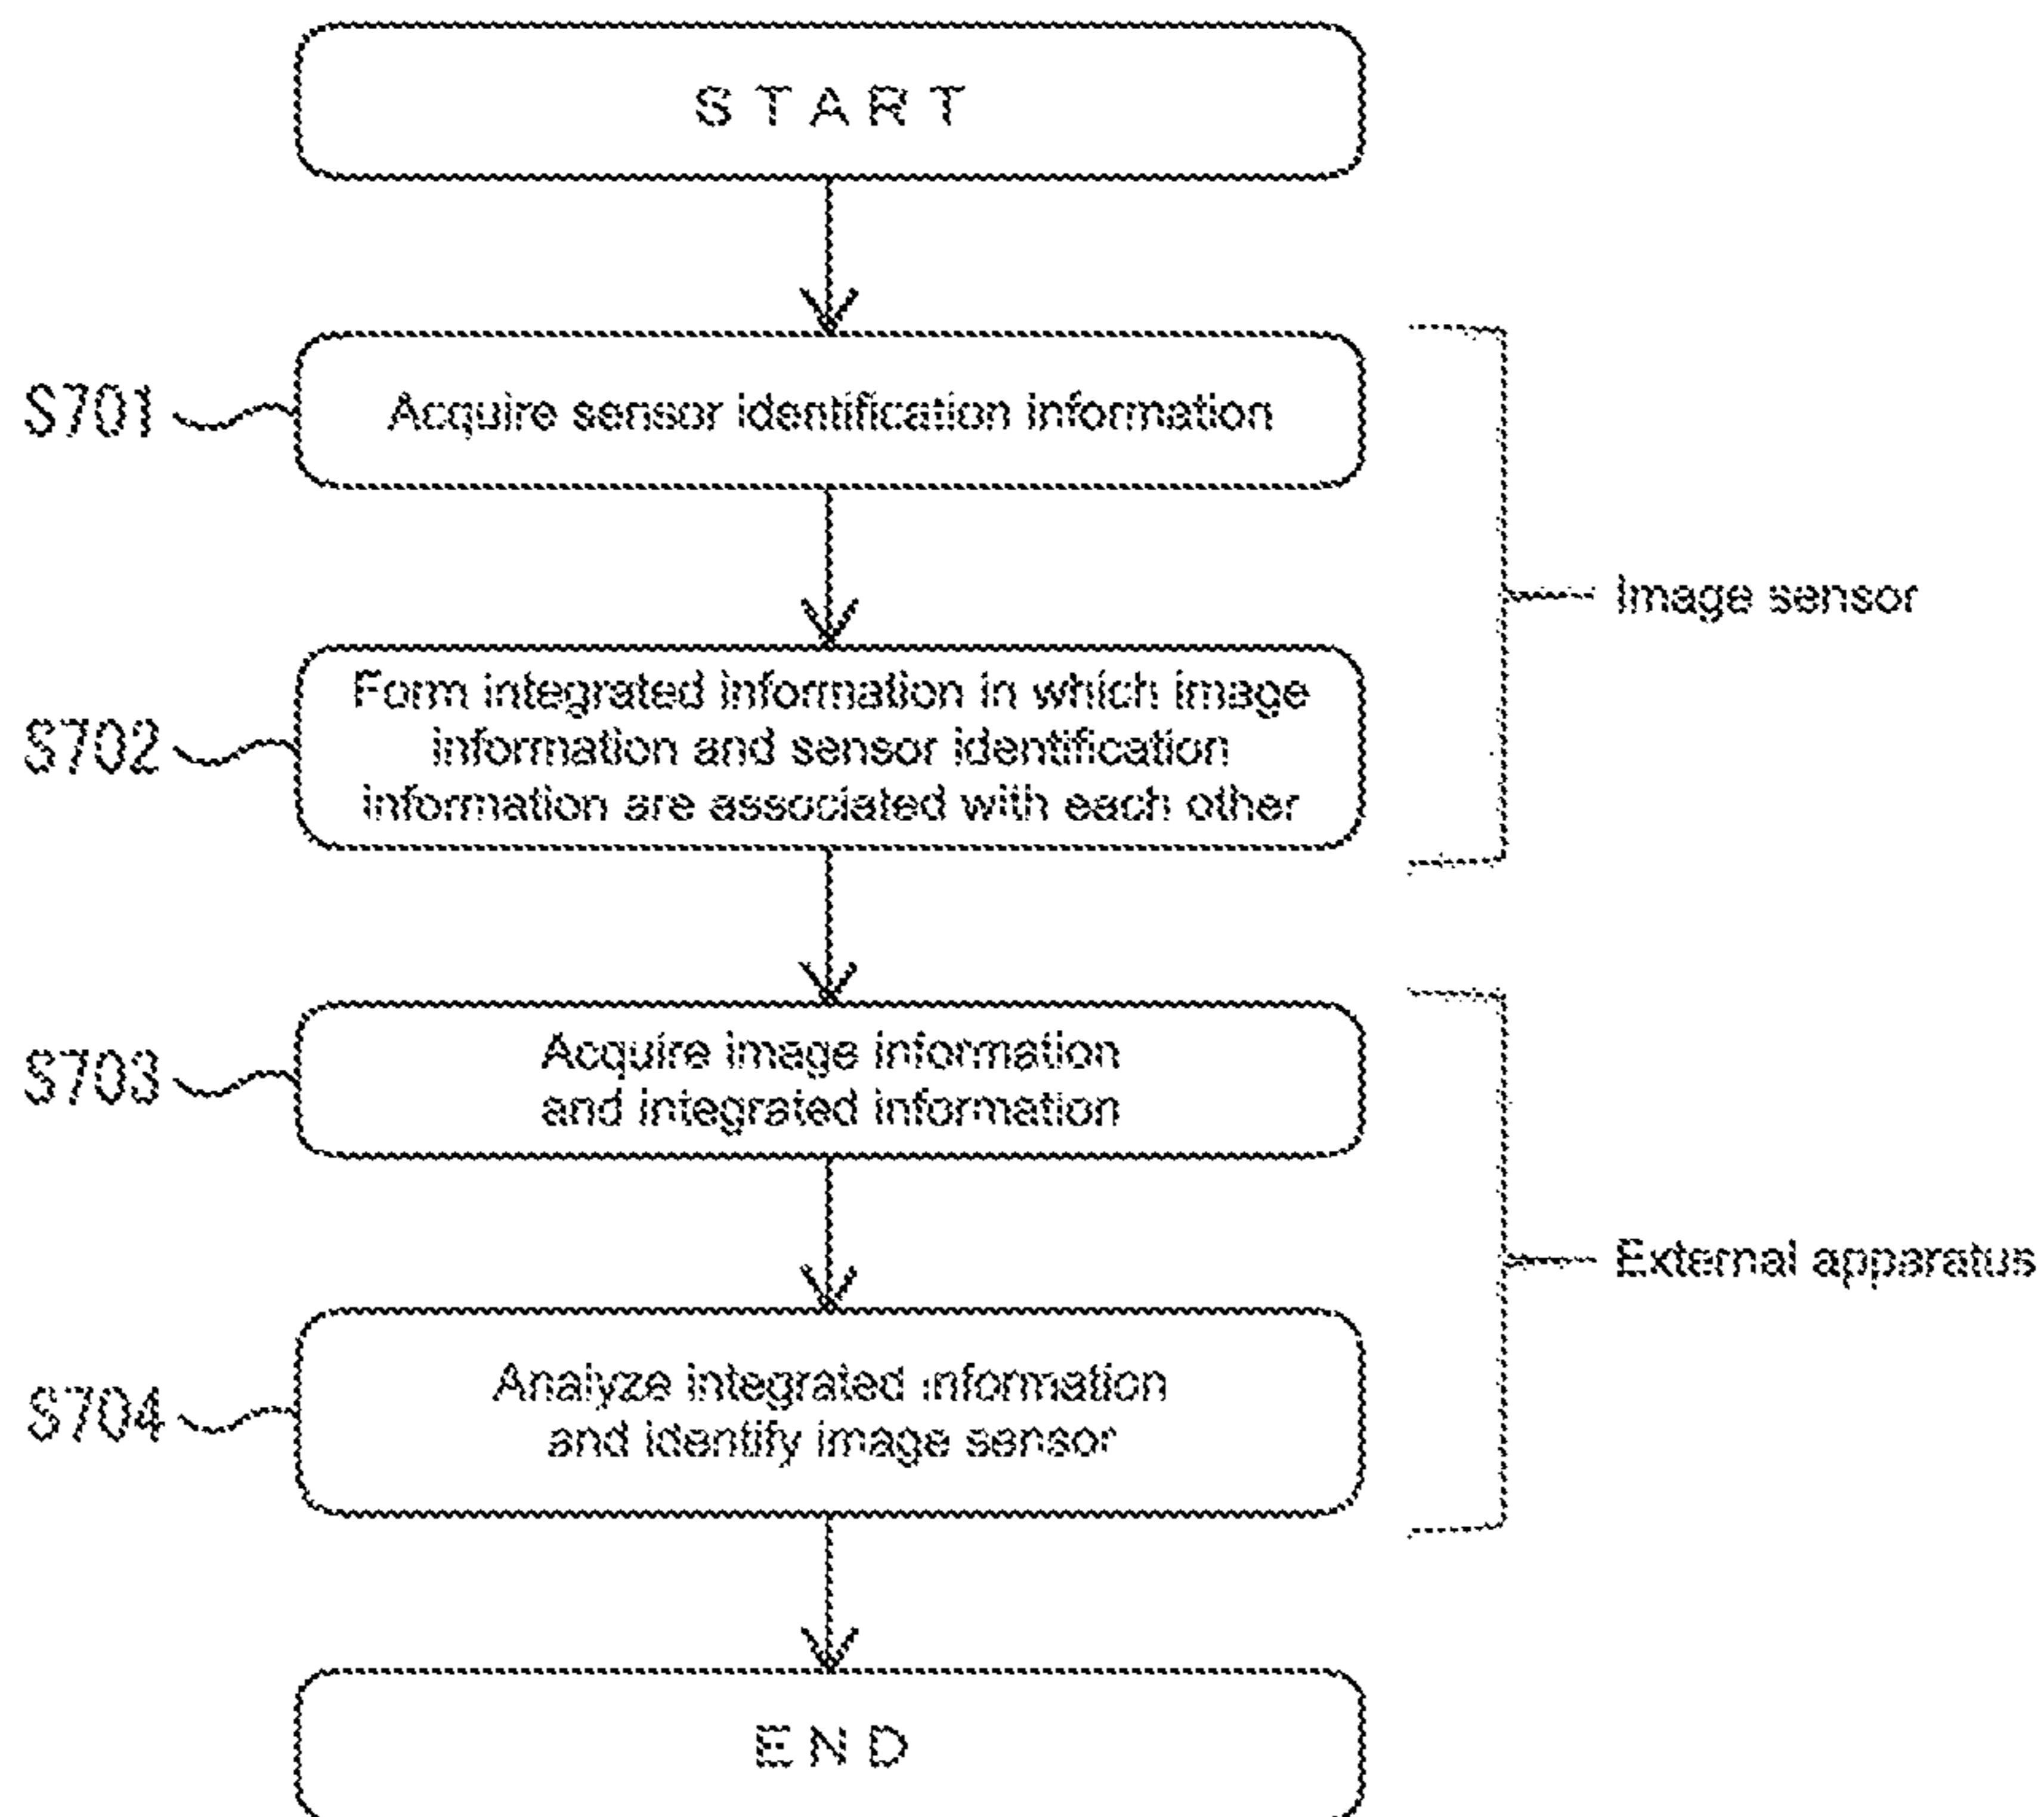 START
S701
Acquire sensor identification information
Image sensor
S702
Form integrated information in which image
information and sensor identification
information are associated with each other
S703
Acquire image information
and integrated information
External apparatus
S704
Analyze integrated information
and identify image sensor
END